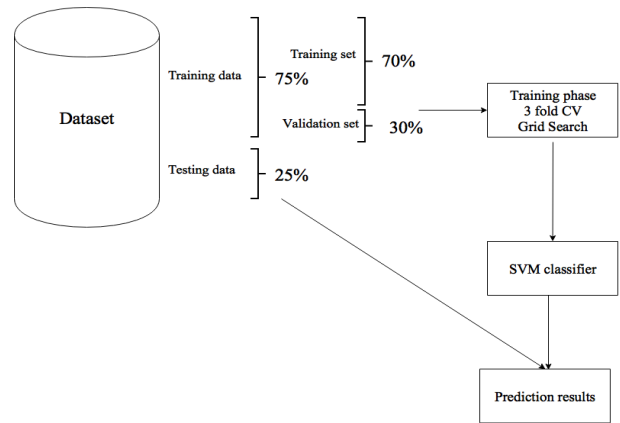 Dataset
Training data
75%
Testing data
25%
Training set
70%
Validation set
30%
Training phase
3 fold CV
Grid Search
SVM classifier
Prediction results